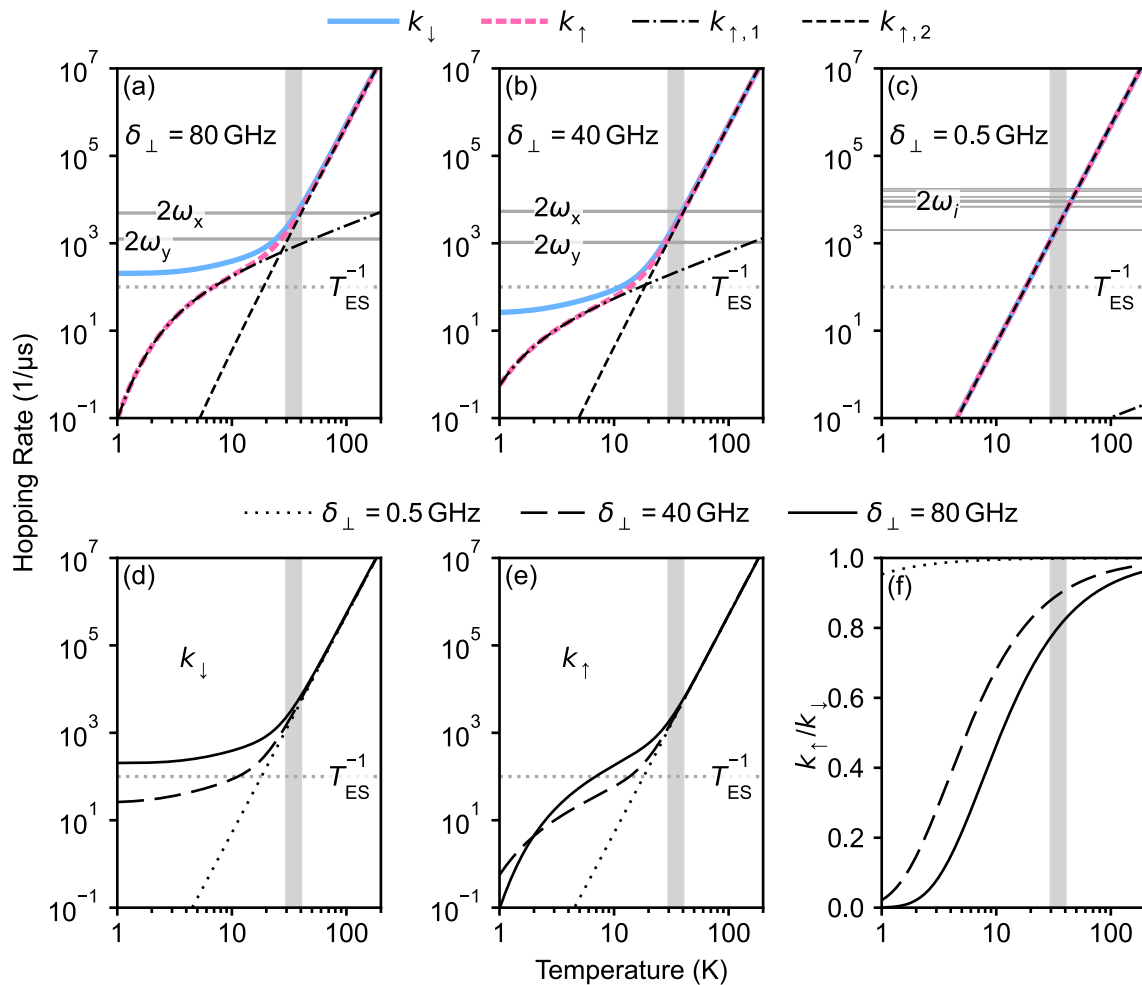 k↓ k↑ k↑,1 k↑,2
Hopping Rate (1/µs)
(a)
δ⊥ = 80 GHz
2ωx
2ωy
T_ES^−1
10^7
10^5
10^3
10^1
10^−1
1 10 100
(b)
δ⊥ = 40 GHz
2ωx
2ωy
T_ES^−1
10^7
10^5
10^3
10^1
10^−1
1 10 100
(c)
δ⊥ = 0.5 GHz
2ωi
T_ES^−1
10^7
10^5
10^3
10^1
10^−1
1 10 100
δ⊥ = 0.5 GHz δ⊥ = 40 GHz δ⊥ = 80 GHz
(d)
k↓
T_ES^−1
10^7
10^5
10^3
10^1
10^−1
1 10 100
(e)
k↑
T_ES^−1
10^7
10^5
10^3
10^1
10^−1
1 10 100
(f)
k↑/k↓
1.0
0.8
0.6
0.4
0.2
0.0
1 10 100
Temperature (K)